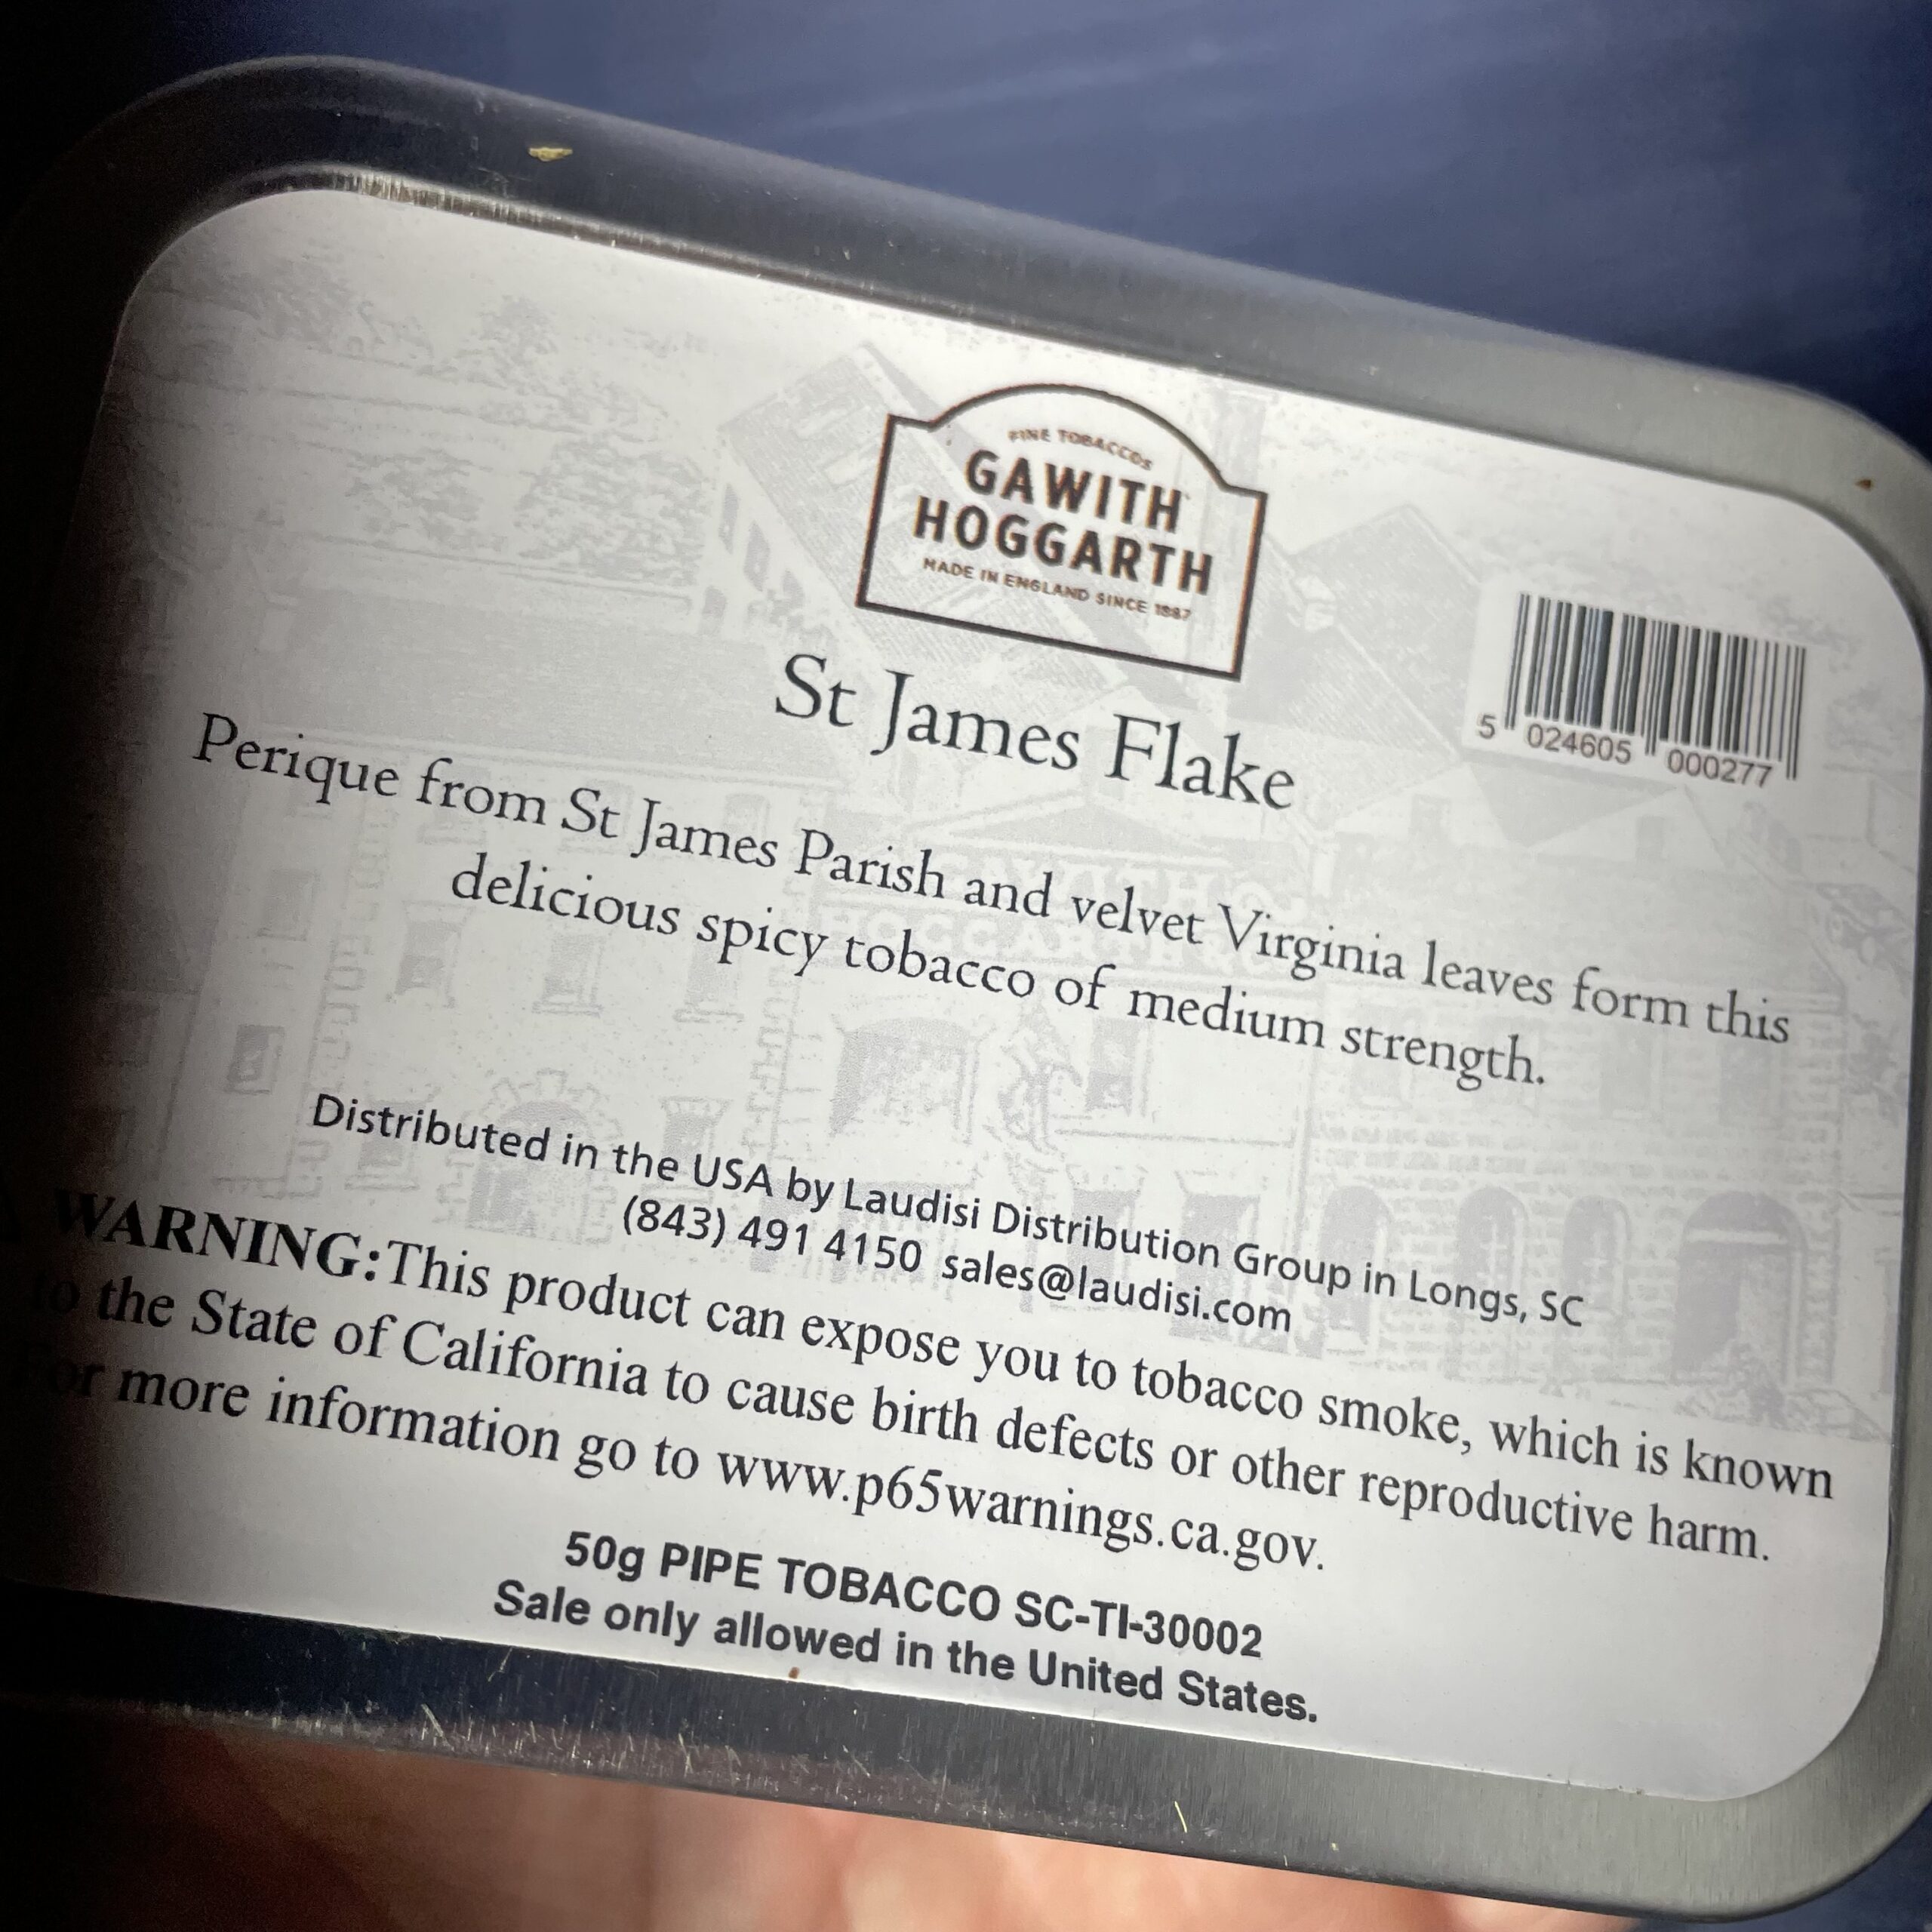 FINE TOBACCOS
GAWITH
HOGGARTH
MADE IN ENGLAND SINCE 1887
5 024605 000277
St James Flake
Perique from St James Parish and velvet Virginia leaves form this
delicious spicy tobacco of medium strength.
Distributed in the USA by Laudisi Distribution Group in Longs, SC
(843) 491 4150 sales@laudisi.com
WARNING:This product can expose you to tobacco smoke, which is known
to the State of California to cause birth defects or other reproductive harm.
For more information go to www.p65warnings.ca.gov.
50g PIPE TOBACCO SC-TI-30002
Sale only allowed in the United States.